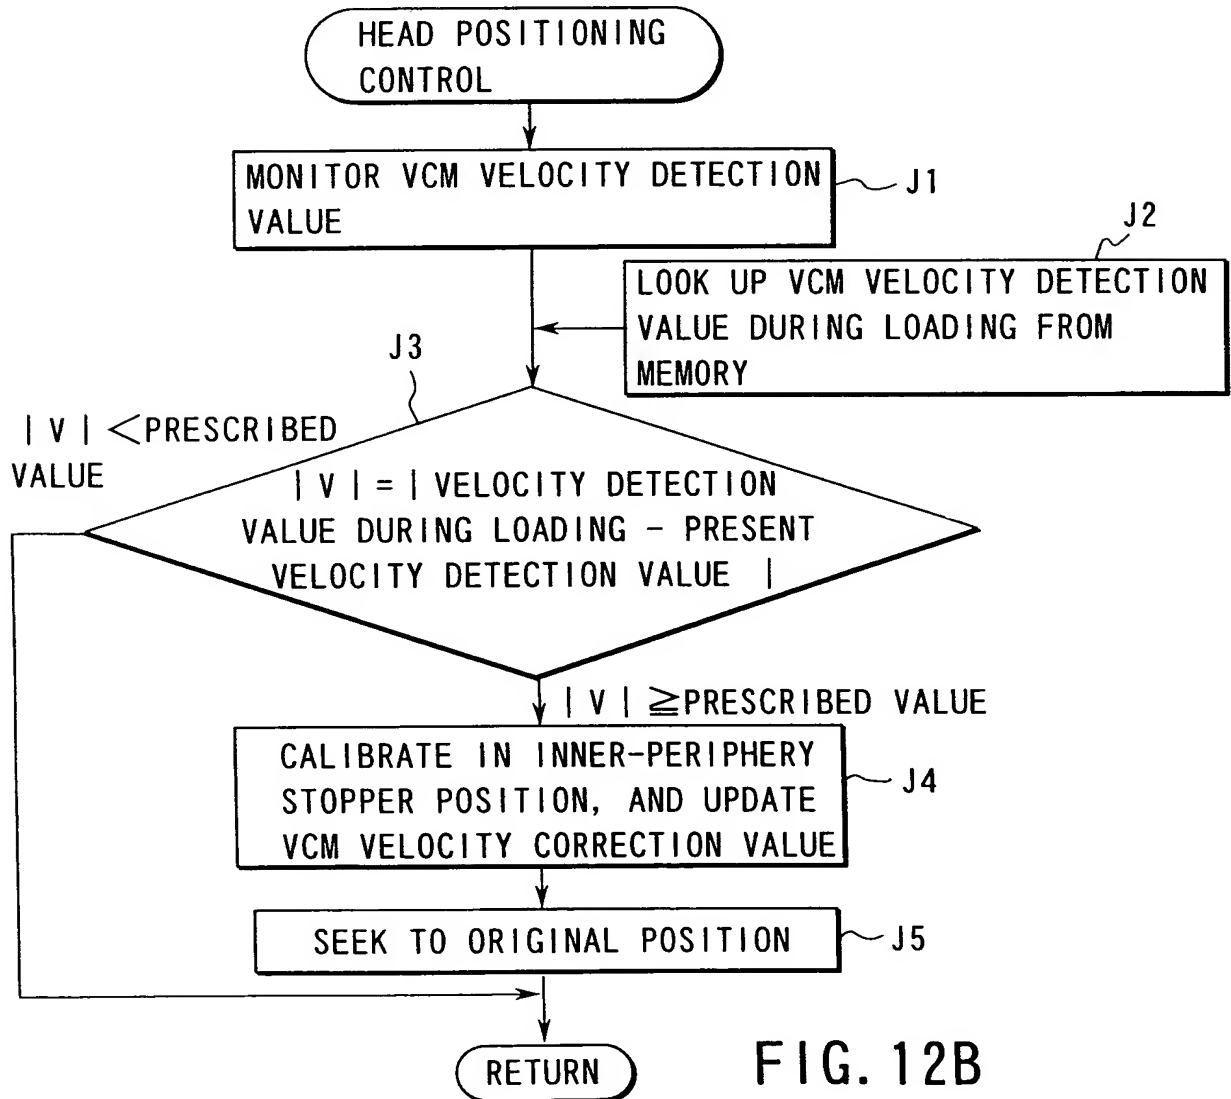 HEAD POSITIONING
CONTROL
MONITOR VCM VELOCITY DETECTION
VALUE
J1
J2
LOOK UP VCM VELOCITY DETECTION
VALUE DURING LOADING FROM
MEMORY
J3
|V| <PRESCRIBED
VALUE
|V| = | VELOCITY DETECTION
VALUE DURING LOADING - PRESENT
VELOCITY DETECTION VALUE |
|V| ≧PRESCRIBED VALUE
CALIBRATE IN INNER-PERIPHERY
STOPPER POSITION, AND UPDATE
VCM VELOCITY CORRECTION VALUE
J4
SEEK TO ORIGINAL POSITION
J5
RETURN
FIG. 12B